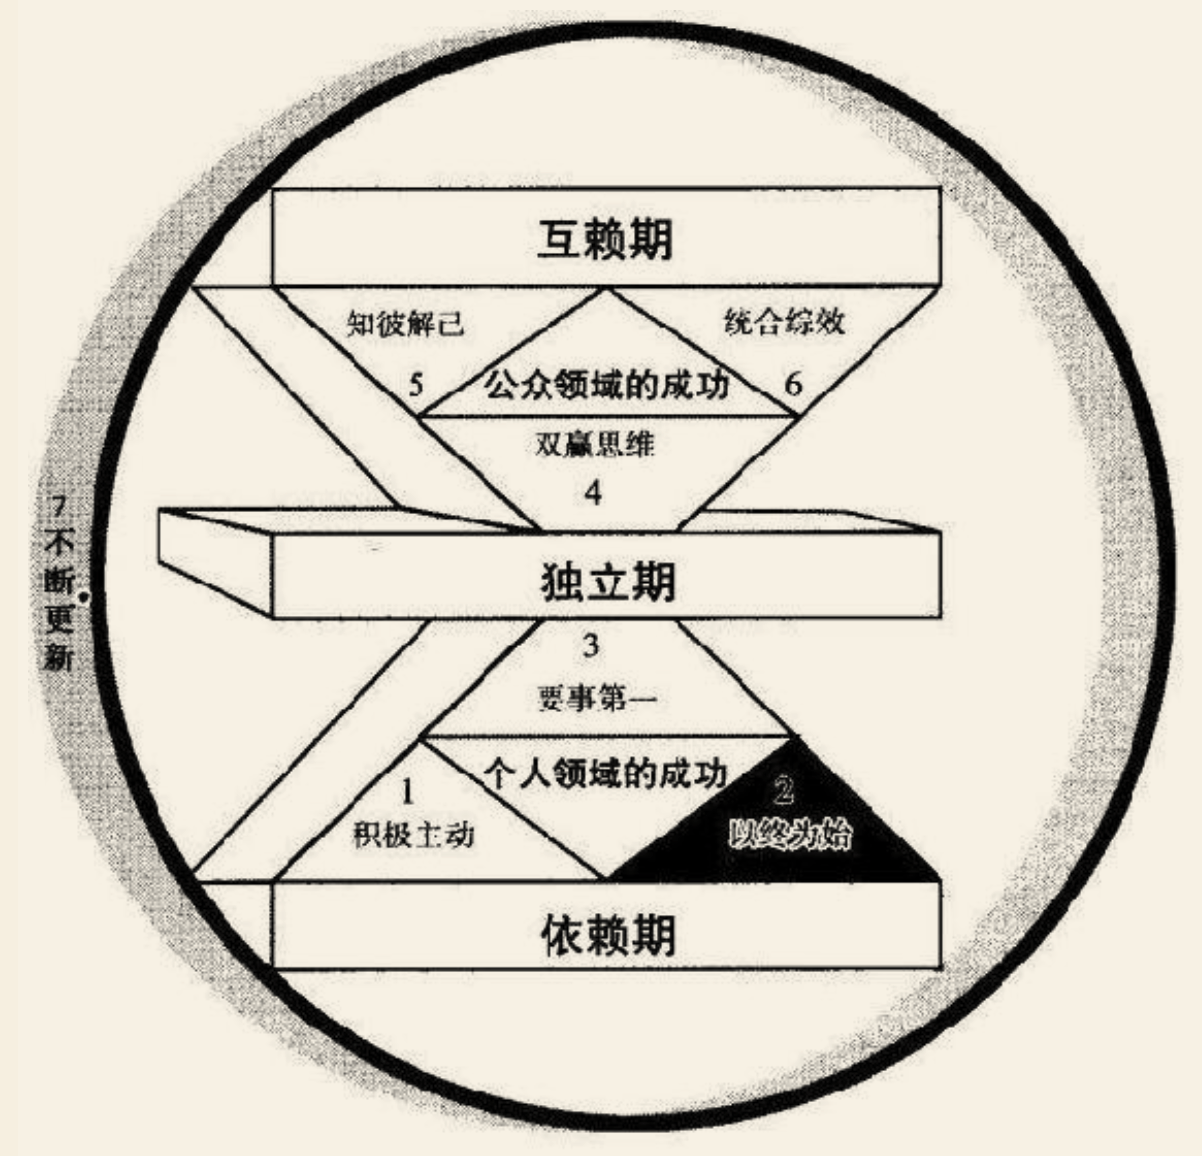 互赖期
知彼解己
统合综效
5
公众领域的成功
6
双赢思维
4
7
不
断
更
新
独立期
3
要事第一
个人领域的成功
1
积极主动
2
以终为始
依赖期